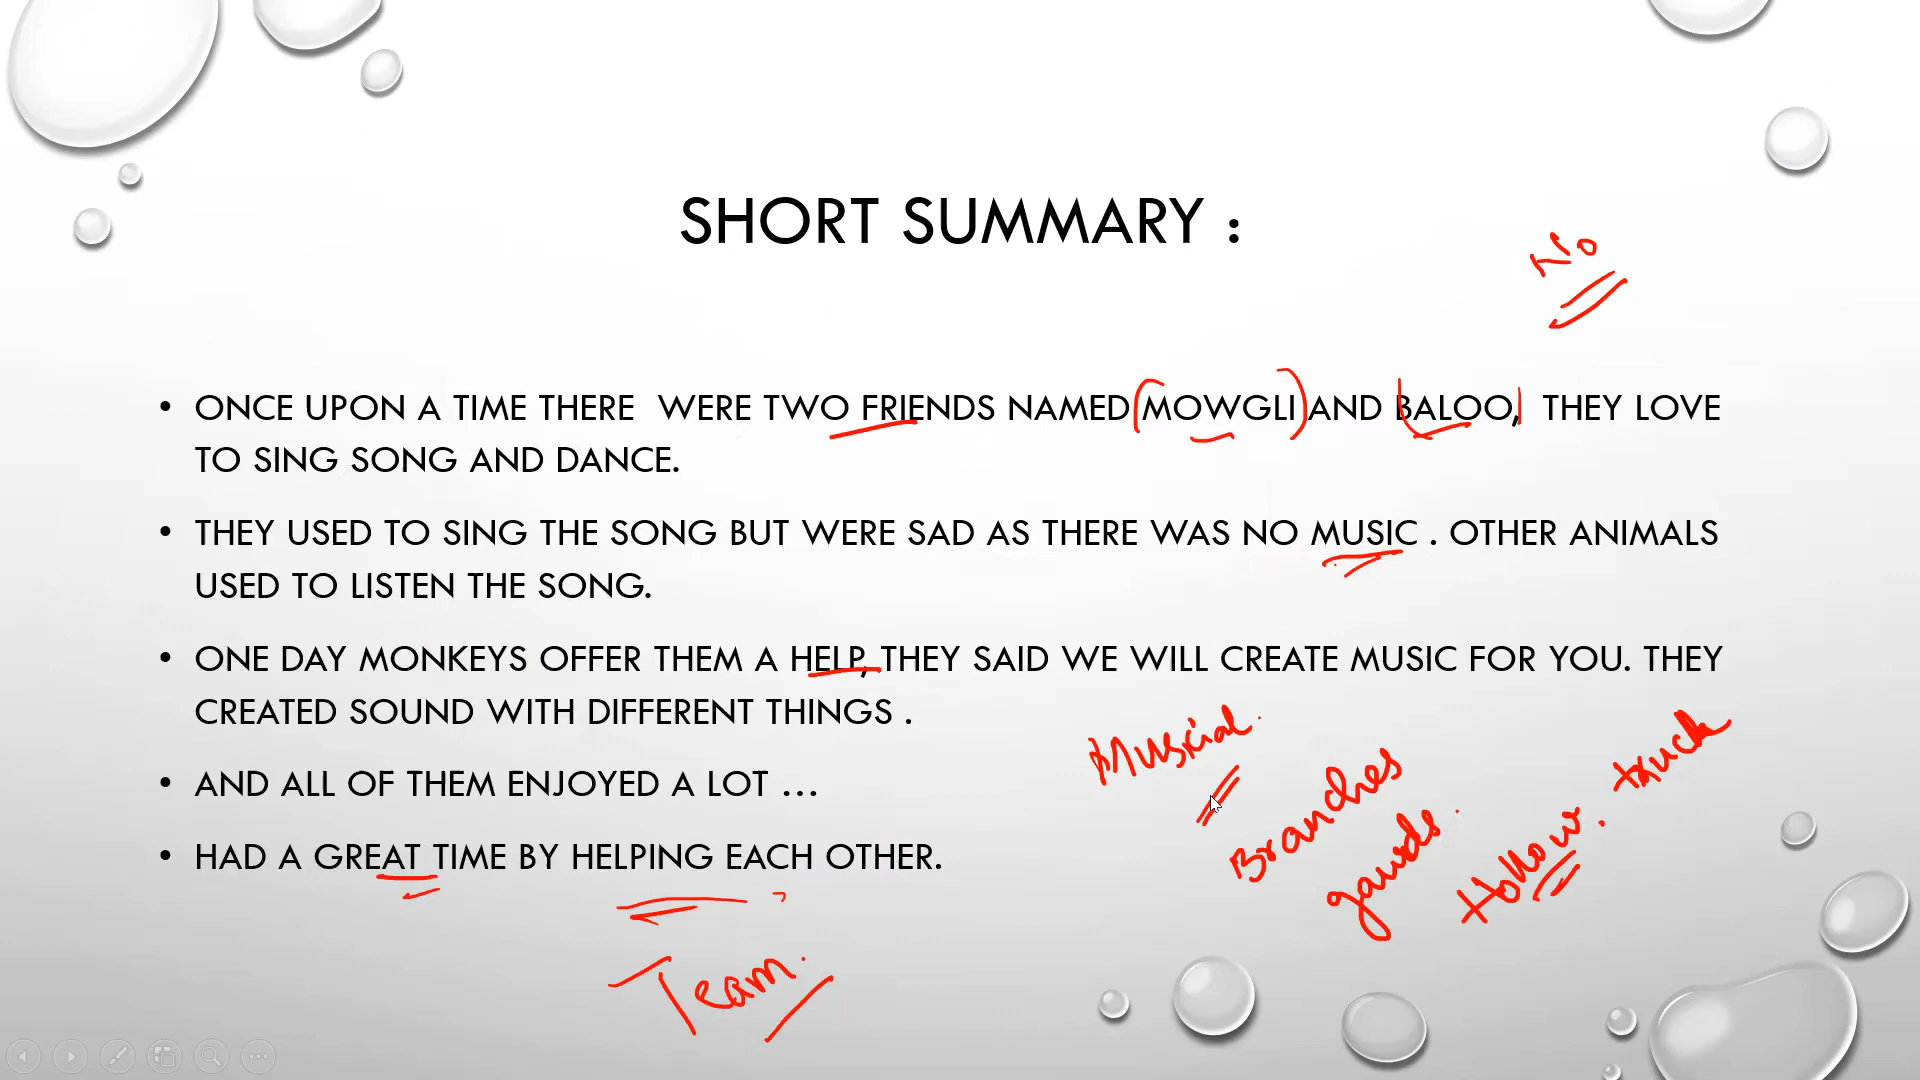 SHORT SUMMARY :
No
• ONCE UPON A TIME THERE WERE TWO FRIENDS NAMED (MOWGLI) AND BALOO, THEY LOVE
TO SING SONG AND DANCE.
• THEY USED TO SING THE SONG BUT WERE SAD AS THERE WAS NO MUSIC . OTHER ANIMALS
USED TO LISTEN THE SONG.
• ONE DAY MONKEYS OFFER THEM A HELP, THEY SAID WE WILL CREATE MUSIC FOR YOU. THEY
CREATED SOUND WITH DIFFERENT THINGS .
• AND ALL OF THEM ENJOYED A LOT ...
• HAD A GREAT TIME BY HELPING EACH OTHER.
Branches
Hollow.
Team.